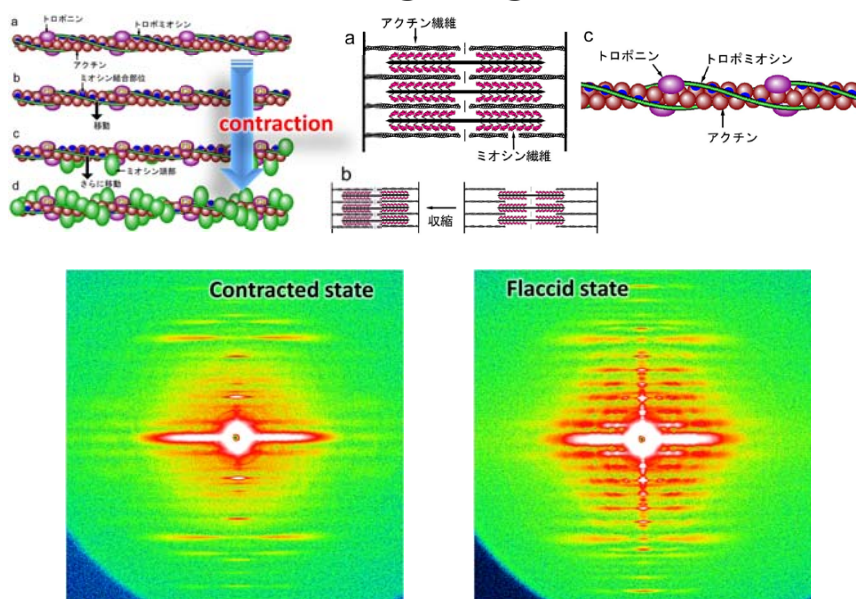 a
トロポニン
トロポミオシン
アクチン
b
ミオシン結合部位
移動
c
ミオシン頭部
さらに移動
d
contraction
a
アクチン繊維
ミオシン繊維
b
収縮
c
トロポニン
トロポミオシン
アクチン
Contracted state
Flaccid state